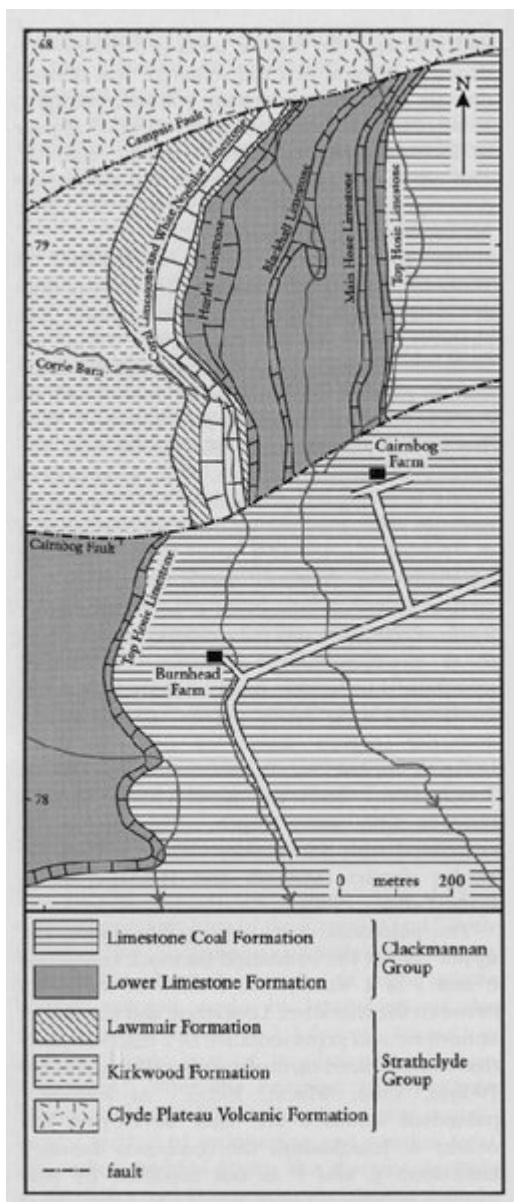 68
N
Campsie Fault
Coral Limestone and White Nodular Limestone
Hurlet Limestone
Blackhall Limestone
Main Hosie Limestone
Top Hosie Limestone
79
Corrie Burn
Cairnbog
Farm
Cairnbog Fault
Top Hosie Limestone
Burnhead
Farm
78
0 metres 200
Limestone Coal Formation
Lower Limestone Formation
Clackmannan
Group
Lawmuir Formation
Kirkwood Formation
Strathclyde
Group
Clyde Plateau Volcanic Formation
fault